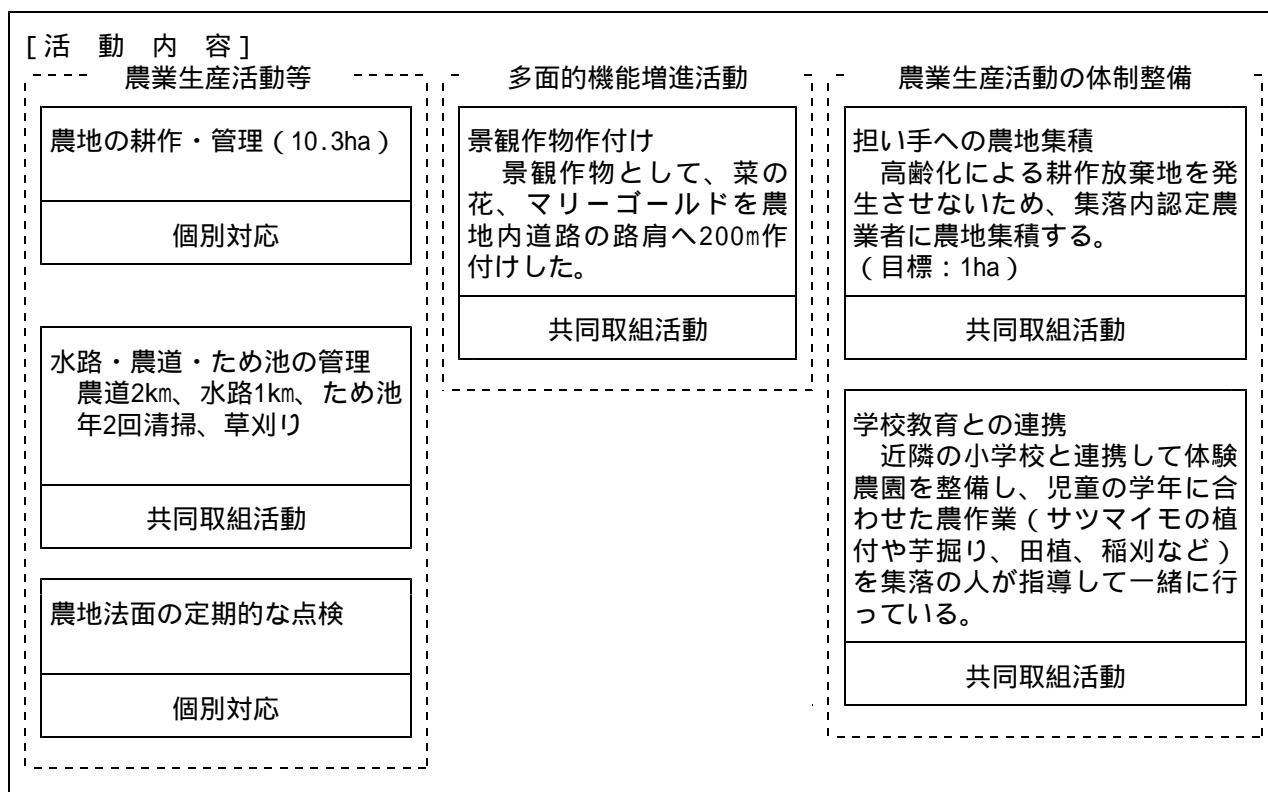 [活 動 内 容]
農業生産活動等
農地の耕作・管理（10.3ha）
個別対応
水路・農道・ため池の管理
農道2㎞、水路1㎞、ため池
年2回清掃、草刈り
共同取組活動
農地法面の定期的な点検
個別対応
多面的機能増進活動
景観作物作付け
景観作物として、菜の
花、マリーゴールドを農
地内道路の路肩へ200ｍ作
付けした。
共同取組活動
農業生産活動の体制整備
担い手への農地集積
高齢化による耕作放棄地を発
生させないため、集落内認定農
業者に農地集積する。
（目標：1ha）
共同取組活動
学校教育との連携
近隣の小学校と連携して体験
農園を整備し、児童の学年に合
わせた農作業（サツマイモの植
付や芋掘り、田植、稲刈など）
を集落の人が指導して一緒に行
っている。
共同取組活動